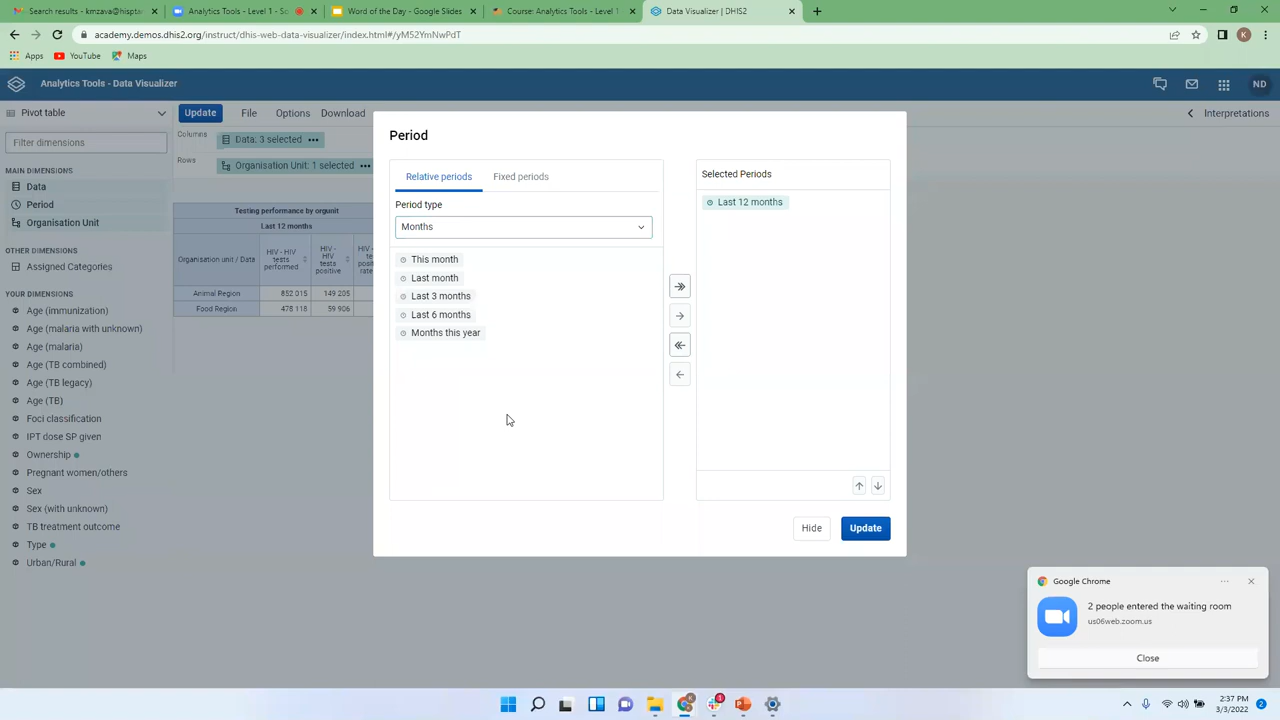 Search results - kmzava@hispta
Analytics Tools - Level 1 - So
Word of the Day - Google Slides
Course: Analytics Tools - Level 1
Data Visualizer | DHIS2
academy.demos.dhis2.org/instruct/dhis-web-data-visualizer/index.html#/yM52YmNwPdT
K
Apps
YouTube
Maps
Analytics Tools - Data Visualizer
ND
Pivot table
Update
File
Options
Download
Interpretations
Filter dimensions
MAIN DIMENSIONS
Data
Period
Organisation Unit
OTHER DIMENSIONS
Assigned Categories
YOUR DIMENSIONS
Age (immunization)
Age (malaria with unknown)
Age (malaria)
Age (TB combined)
Age (TB legacy)
Age (TB)
Foci classification
IPT dose SP given
Ownership
Pregnant women/others
Sex
Sex (with unknown)
TB treatment outcome
Type
Urban/Rural
Columns
Data: 3 selected
Rows
Organisation Unit: 1 selected
Testing performance by orgunit
Last 12 months
Organisation unit / Data
HIV - HIV
tests
performed
HIV -
HIV
tests
positive
HIV
tes
posit
rate
Animal Region
852 015
149 205
Food Region
478 118
59 906
Period
Relative periods
Fixed periods
Period type
Months
This month
Last month
Last 3 months
Last 6 months
Months this year
Selected Periods
Last 12 months
Hide
Update
Google Chrome
2 people entered the waiting room
us06web.zoom.us
Close
1
2:37 PM
3/3/2022
2